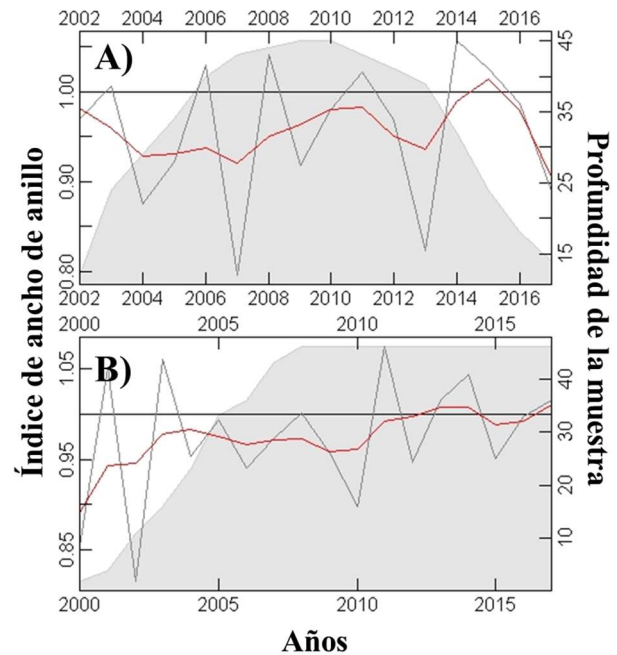 2002 2004 2006 2008 2010 2012 2014 2016
A)
Índice de ancho de anillo
0.80 0.90 1.00
15 25 35 45
Profundidad de la muestra
2002 2004 2006 2008 2010 2012 2014 2016
2000 2005 2010 2015
B)
0.85 0.95 1.05
10 20 30 40
2000 2005 2010 2015
Años